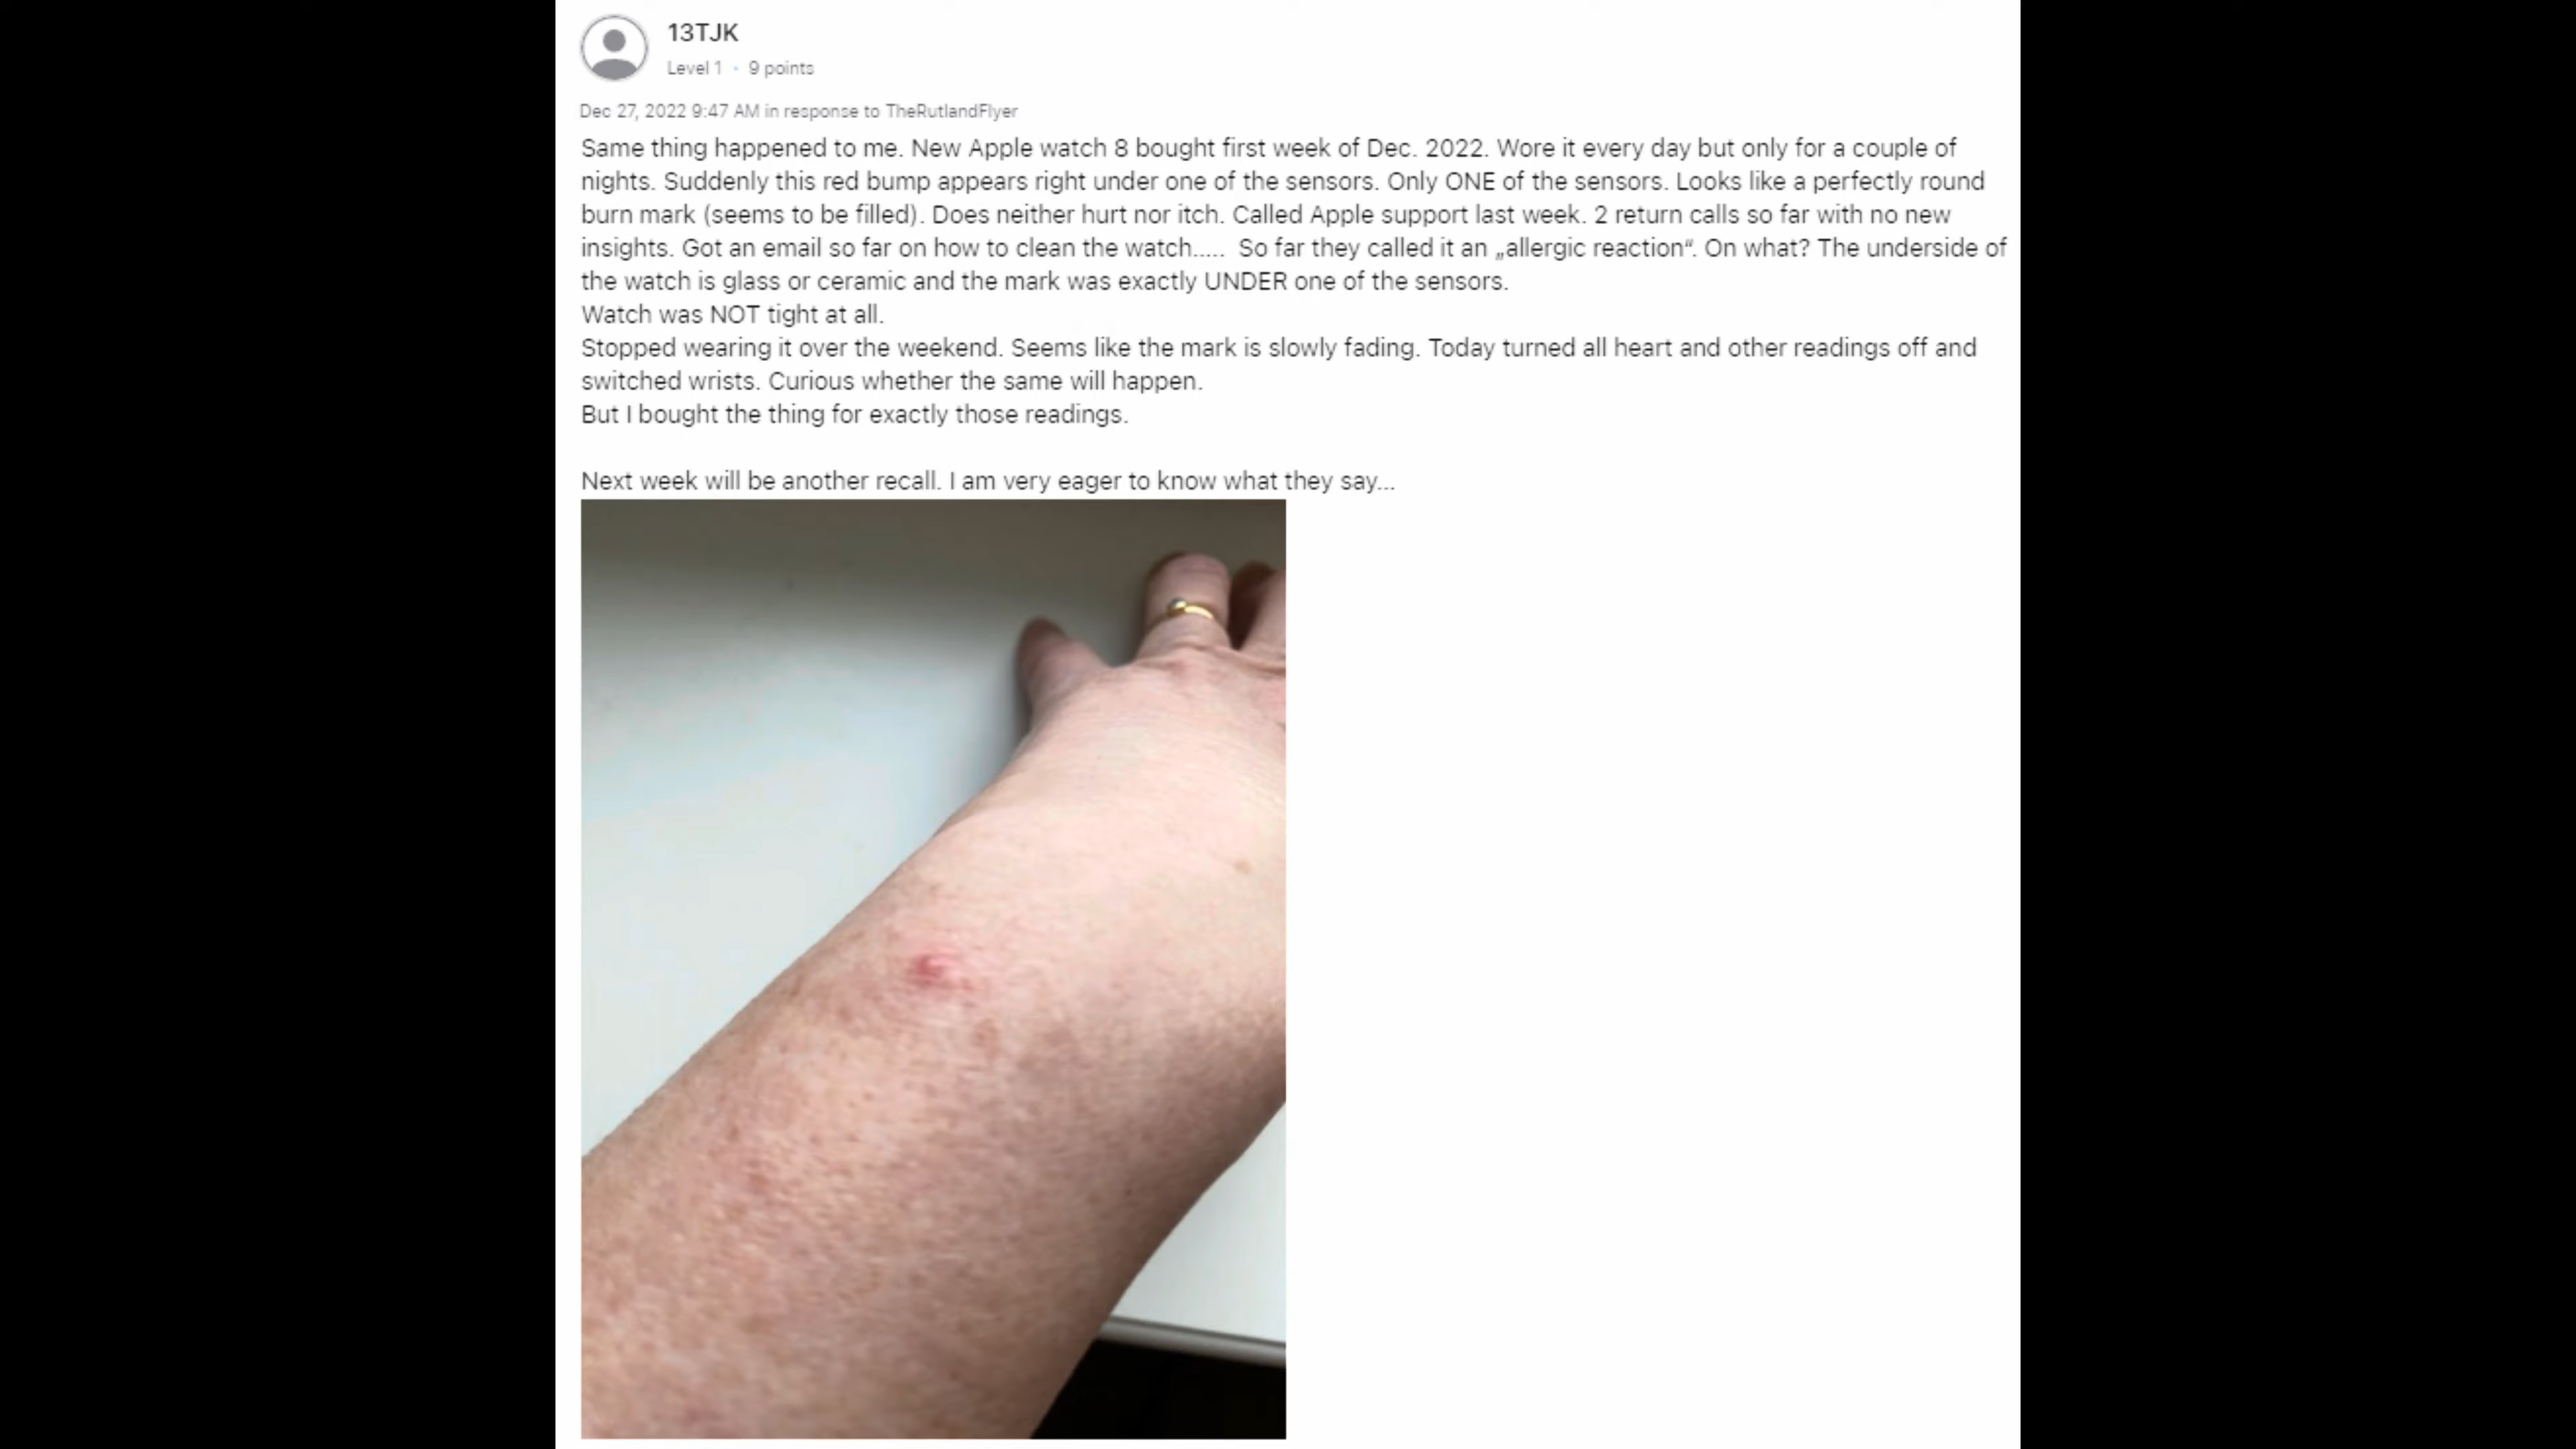 13TJK
Level 1 · 9 points
Dec 27, 2022 9:47 AM in response to TheRutlandFlyer
Same thing happened to me. New Apple watch 8 bought first week of Dec. 2022. Wore it every day but only for a couple of
nights. Suddenly this red bump appears right under one of the sensors. Only ONE of the sensors. Looks like a perfectly round
burn mark (seems to be filled). Does neither hurt nor itch. Called Apple support last week. 2 return calls so far with no new
insights. Got an email so far on how to clean the watch..... So far they called it an „allergic reaction“. On what? The underside of
the watch is glass or ceramic and the mark was exactly UNDER one of the sensors.
Watch was NOT tight at all.
Stopped wearing it over the weekend. Seems like the mark is slowly fading. Today turned all heart and other readings off and
switched wrists. Curious whether the same will happen.
But I bought the thing for exactly those readings.
Next week will be another recall. I am very eager to know what they say...